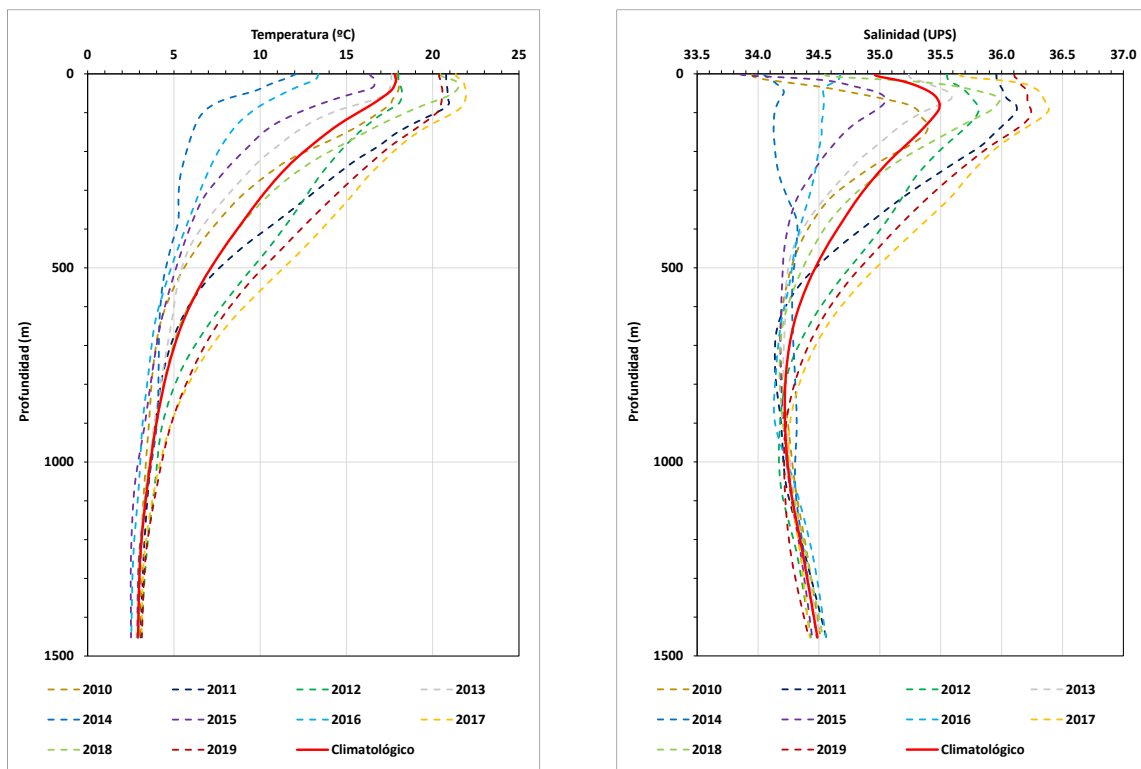 Temperatura (ºC)
0 5 10 15 20 25
0
500
1000
1500
Profundidad (m)
2010 2011 2012 2013
2014 2015 2016 2017
2018 2019 Climatológico
Salinidad (UPS)
33.5 34.0 34.5 35.0 35.5 36.0 36.5 37.0
0
500
1000
1500
Profundidad (m)
2010 2011 2012 2013
2014 2015 2016 2017
2018 2019 Climatológico